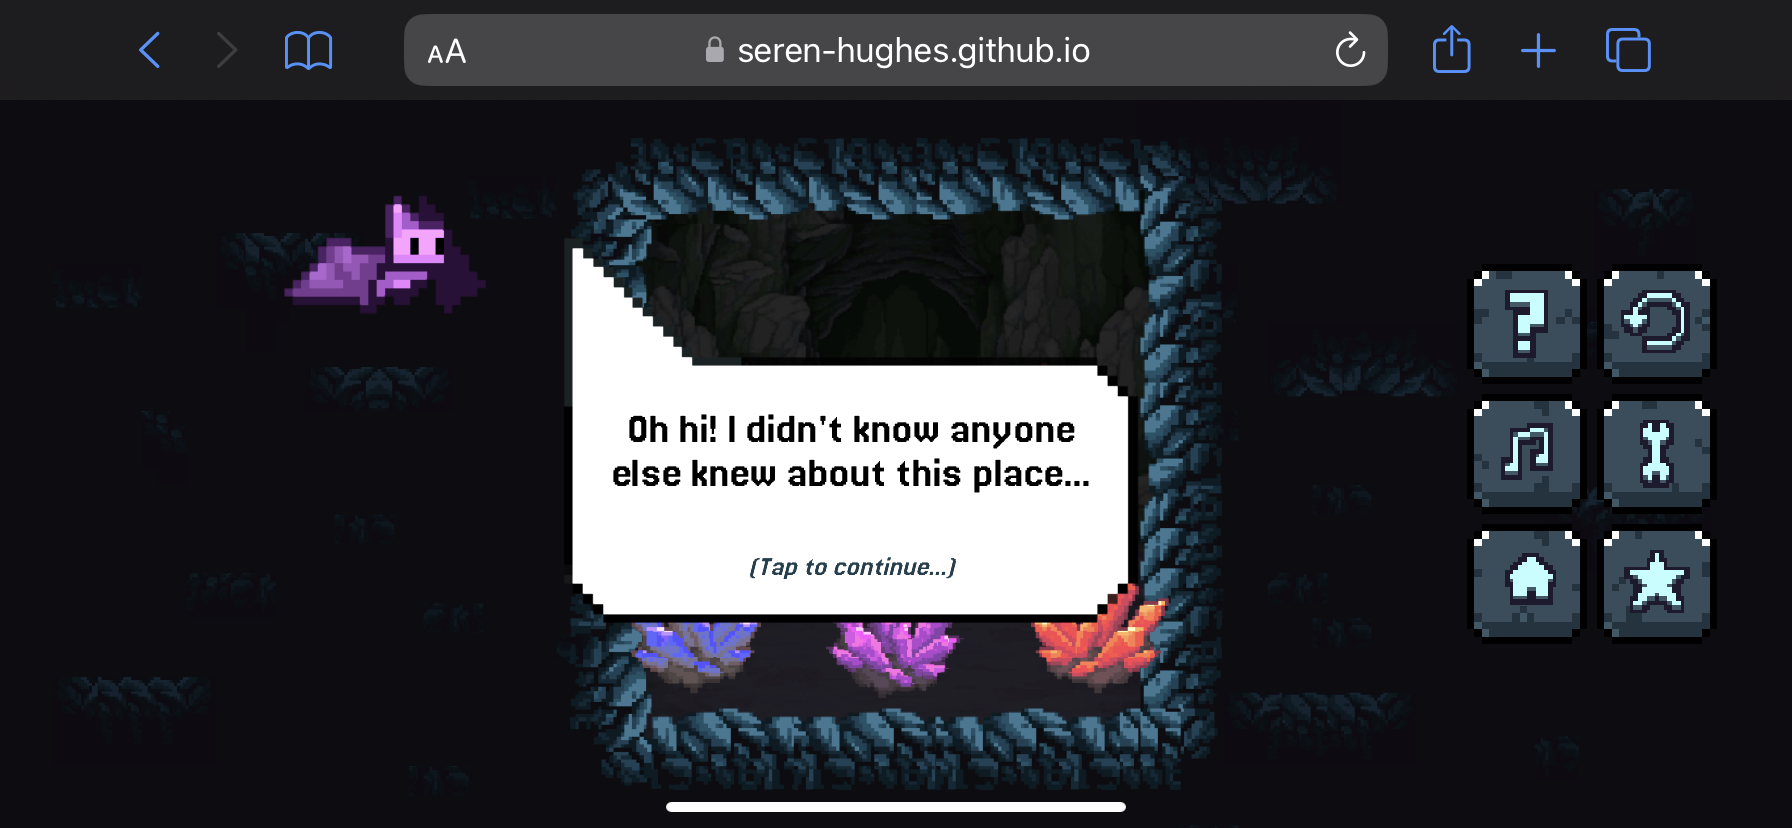 AA
seren-hughes.github.io
Oh hi! I didn't know anyone
else knew about this place...
(Tap to continue...)
?